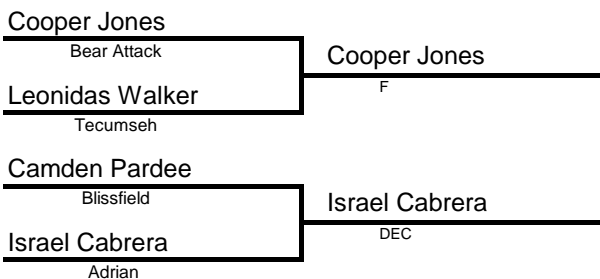 Cooper Jones
Bear Attack
Cooper Jones
F
Leonidas Walker
Tecumseh
Camden Pardee
Blissfield
Israel Cabrera
DEC
Israel Cabrera
Adrian